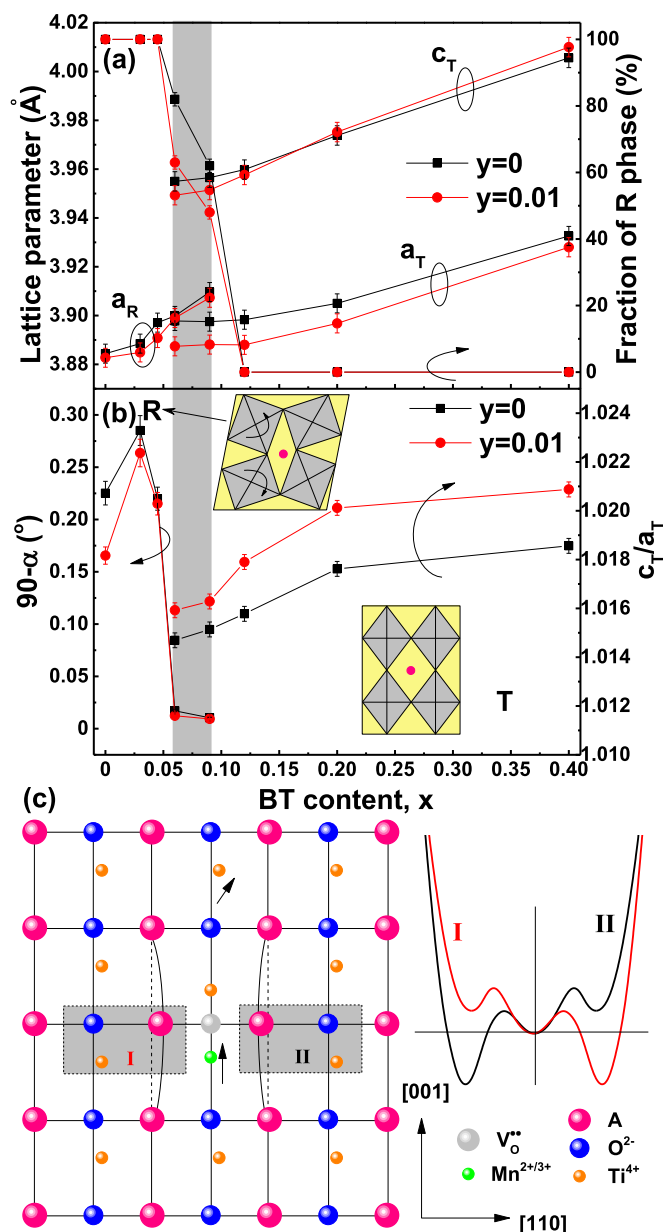 (a)
Lattice parameter (Å)
4.02
4.00
3.98
3.96
3.94
3.92
3.90
3.88
c_T
y=0
y=0.01
a_T
a_R
100
80
60
40
20
0
Fraction of R phase (%)
(b)
90-α (°)
0.30
0.25
0.20
0.15
0.10
0.05
0
R
y=0
y=0.01
T
1.024
1.022
1.020
1.018
1.016
1.014
1.012
1.010
c_T/a_T
0.00 0.05 0.10 0.15 0.20 0.25 0.30 0.35 0.40
BT content, x
(c)
I
II
I
II
[001]
[110]
V_O^••
A
O^2-
Mn^2+/3+
Ti^4+